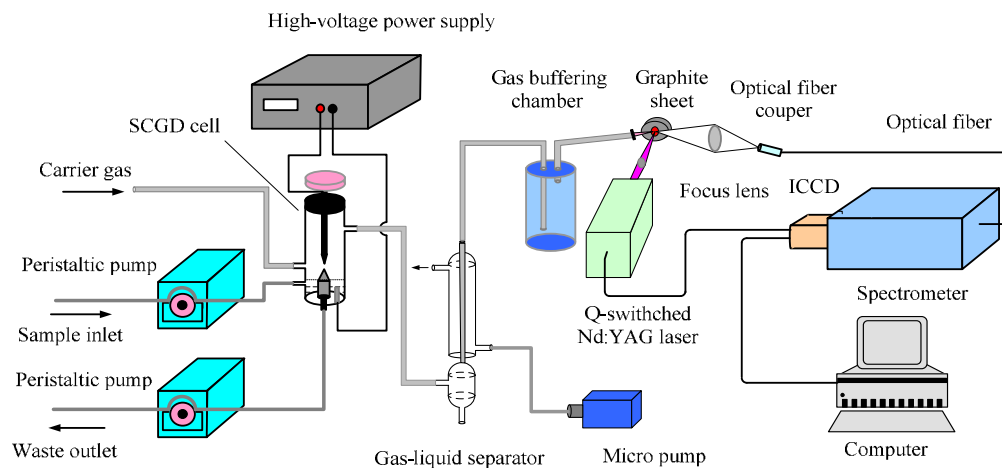 High-voltage power supply
SCGD cell
Carrier gas
Peristaltic pump
Sample inlet
Peristaltic pump
Waste outlet
Gas-liquid separator
Micro pump
Gas buffering
chamber
Graphite
sheet
Optical fiber
couper
Optical fiber
Focus lens
ICCD
Q-swithched
Nd:YAG laser
Spectrometer
Computer